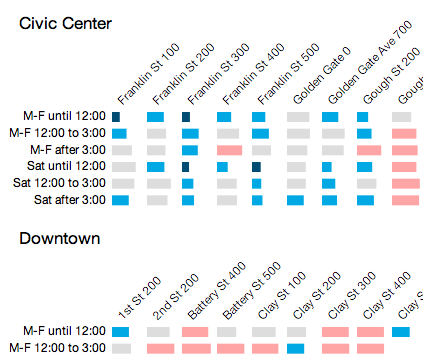 Civic Center
Franklin St 100
Franklin St 200
Franklin St 300
Franklin St 400
Franklin St 500
Golden Gate 0
Golden Gate Ave 700
Gough St 200
Gough
M-F until 12:00
M-F 12:00 to 3:00
M-F after 3:00
Sat until 12:00
Sat 12:00 to 3:00
Sat after 3:00
Downtown
1st St 200
2nd St 200
Battery St 400
Battery St 500
Clay St 100
Clay St 200
Clay St 300
Clay St 400
Clay S
M-F until 12:00
M-F 12:00 to 3:00